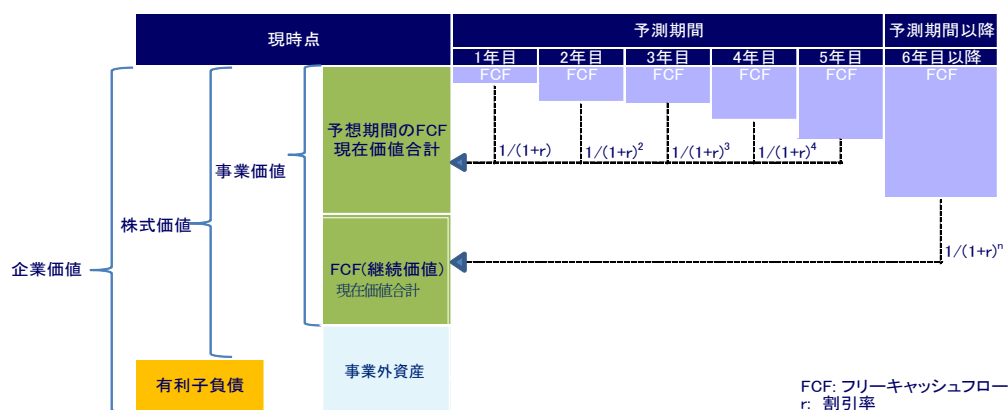 現時点
予測期間
予測期間以降
1年目
2年目
3年目
4年目
5年目
6年目以降
FCF
FCF
FCF
FCF
FCF
FCF
予想期間のFCF
現在価値合計
1/(1+r)
1/(1+r)²
1/(1+r)³
1/(1+r)⁴
事業価値
株式価値
企業価値
FCF(継続価値)
現在価値合計
1/(1+r)ⁿ
事業外資産
有利子負債
FCF: フリーキャッシュフロー
r: 割引率